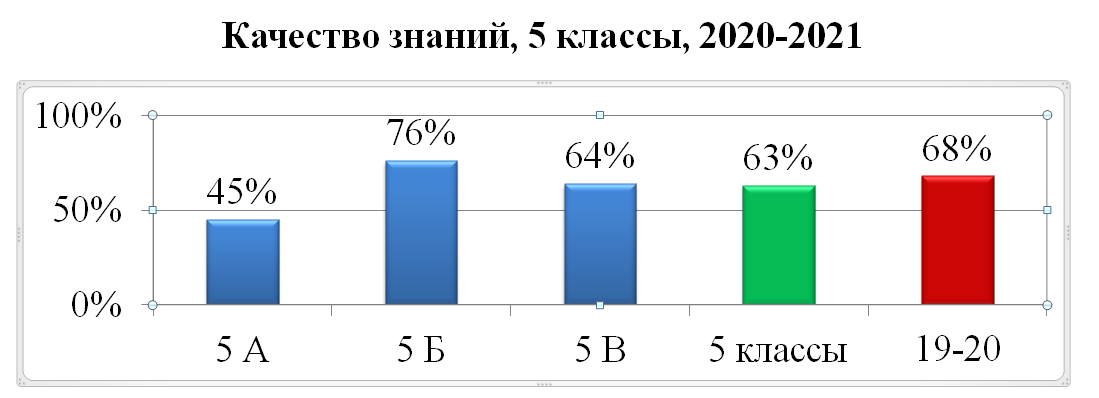 Качество знаний, 5 классы, 2020-2021
100%
50%
0%
45%
76%
64%
63%
68%
5 А
5 Б
5 В
5 классы
19-20